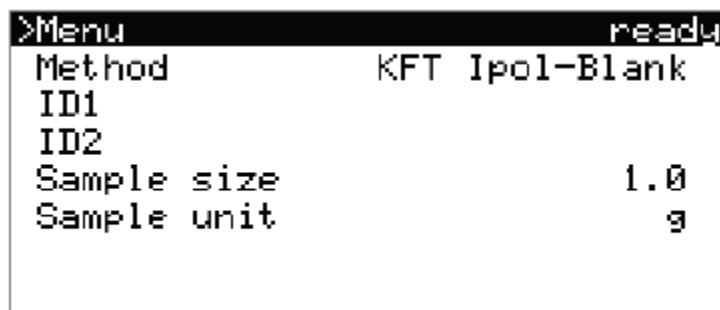 >Menu ready
Method KFT Ipol-Blank
ID1
ID2
Sample size 1.0
Sample unit g